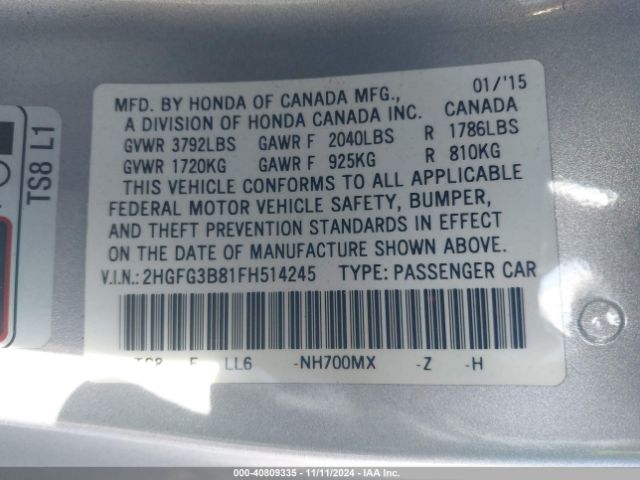 01/'15
MFD. BY HONDA OF CANADA MFG.,
A DIVISION OF HONDA CANADA INC. CANADA
GVWR 3792LBS GAWR F 2040LBS R 1786LBS
GVWR 1720KG GAWR F 925KG R 810KG
THIS VEHICLE CONFORMS TO ALL APPLICABLE
FEDERAL MOTOR VEHICLE SAFETY, BUMPER,
AND THEFT PREVENTION STANDARDS IN EFFECT
ON THE DATE OF MANUFACTURE SHOWN ABOVE.
V.I.N.: 2HGFG3B81FH514245 TYPE: PASSENGER CAR
TS8 F LL6 -NH700MX -Z -H
TS8 L1
000-40809335 - 11/11/2024 - IAA Inc.